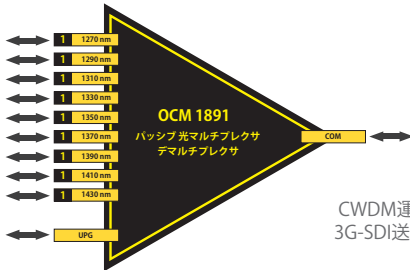 1 1270 nm
1 1290 nm
1 1310 nm
1 1330 nm
1 1350 nm
1 1370 nm
1 1390 nm
1 1410 nm
1 1430 nm
UPG
OCM 1891
パッシブ 光マルチプレクサ
デマルチプレクサ
COM
CWDM運
3G-SDI送